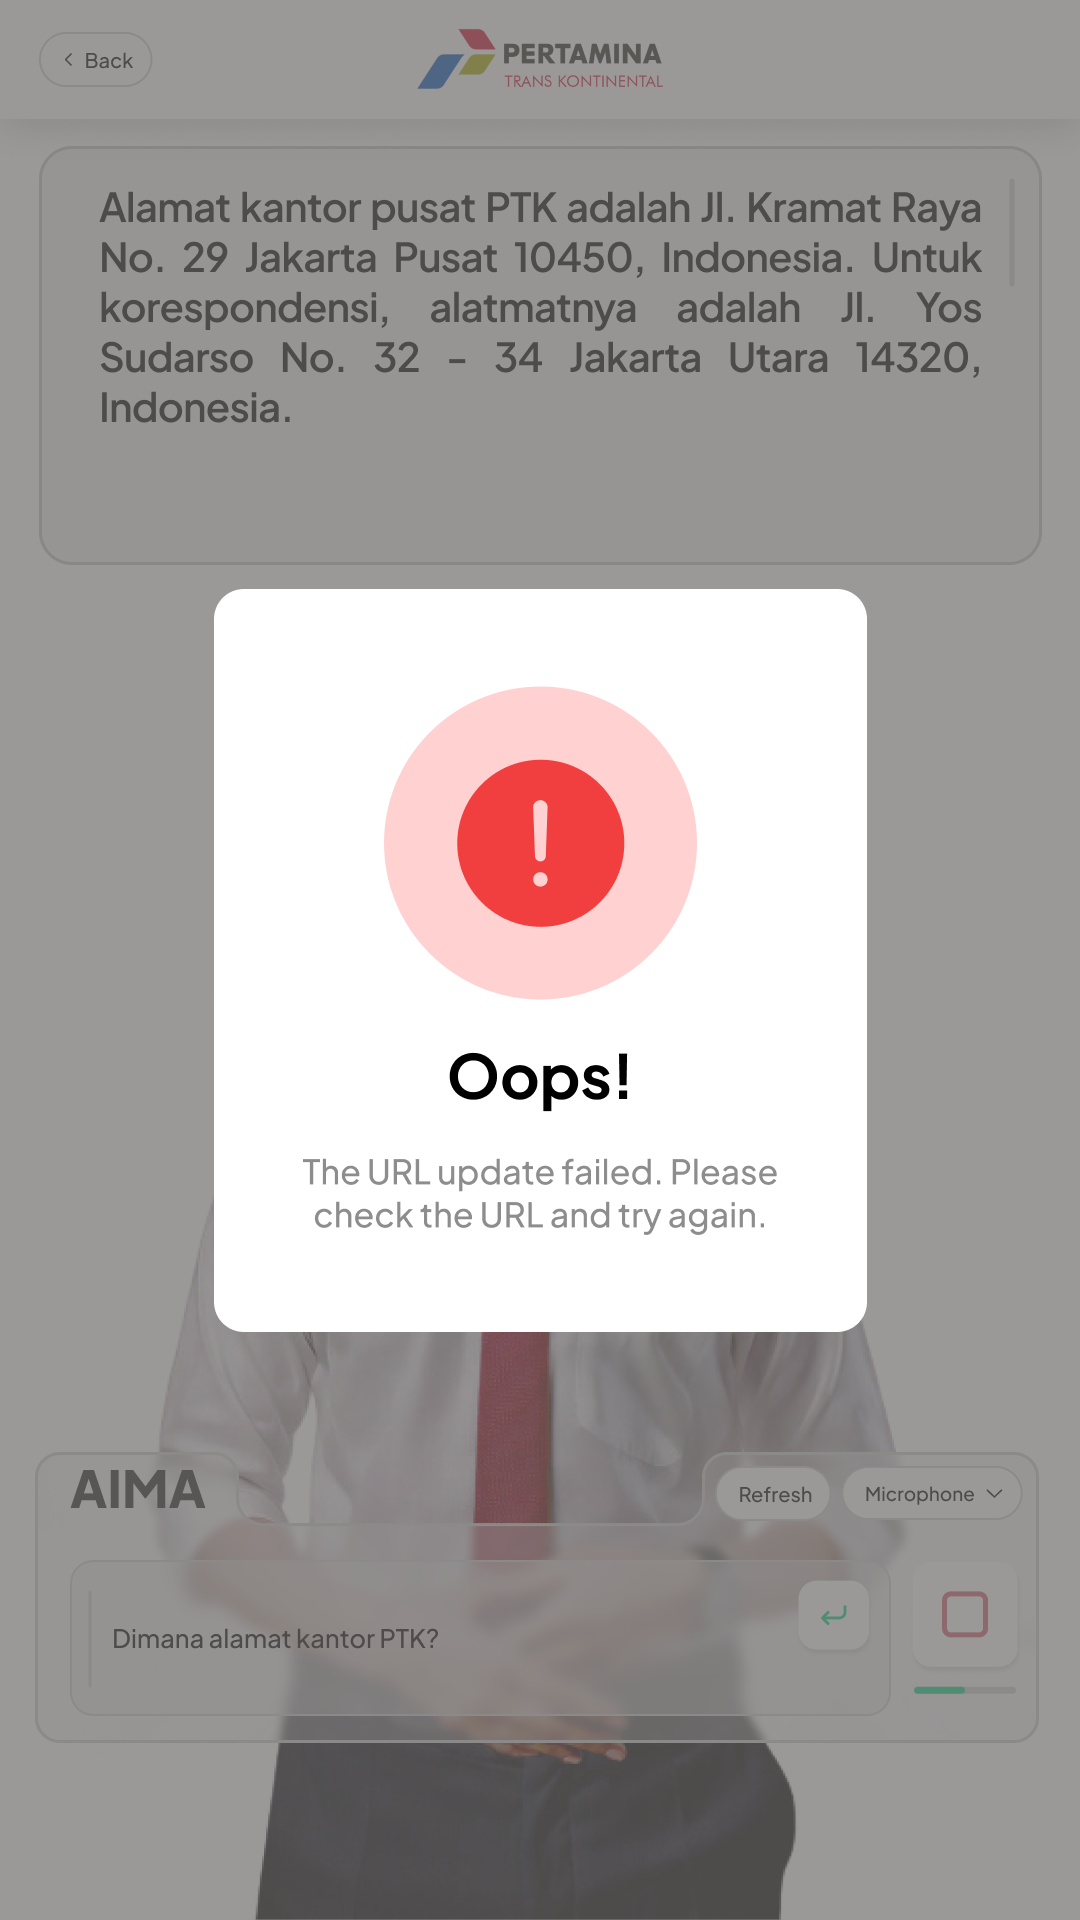 Back
PERTAMINA
TRANS KONTINENTAL
Alamat kantor pusat PTK adalah Jl. Kramat Raya
No. 29 Jakarta Pusat 10450, Indonesia. Untuk
korespondensi, alatmatnya adalah Jl. Yos
Sudarso No. 32 - 34 Jakarta Utara 14320,
Indonesia.
Oops!
The URL update failed. Please
check the URL and try again.
AIMA
Refresh
Microphone
Dimana alamat kantor PTK?